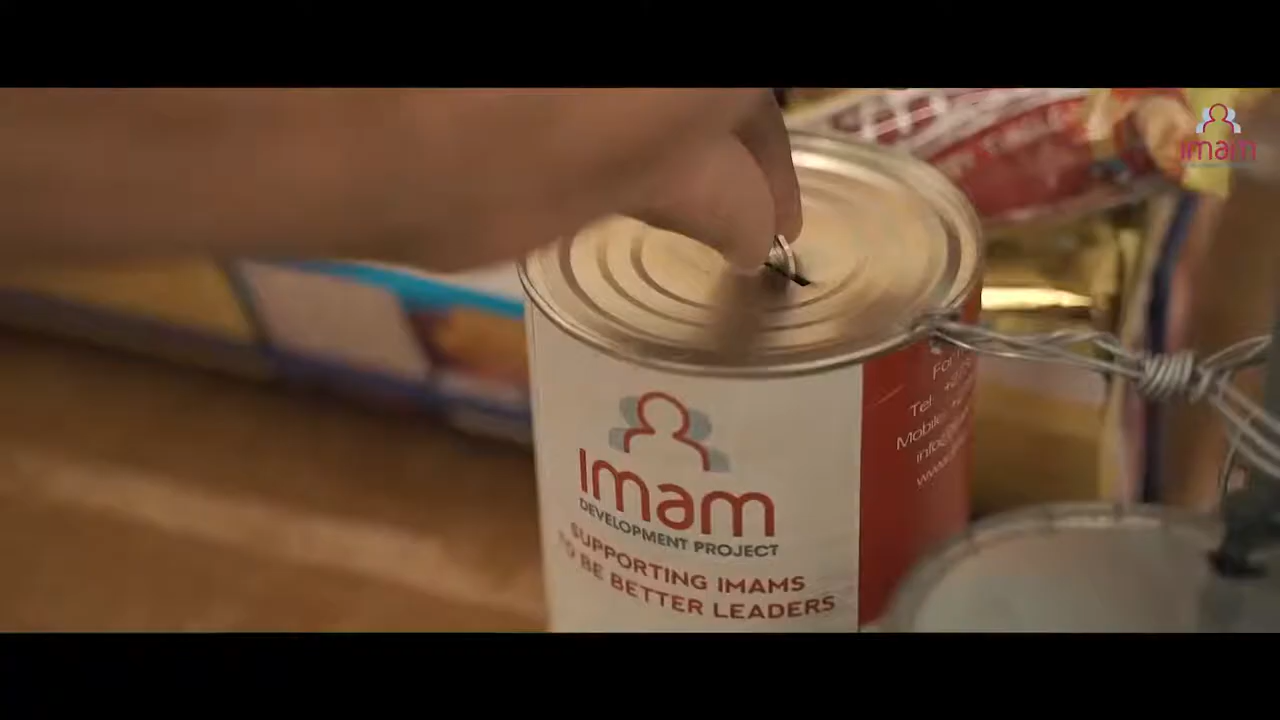 imam
imam
DEVELOPMENT PROJECT
SUPPORTING IMAMS
TO BE BETTER LEADERS
Tel
Mobile